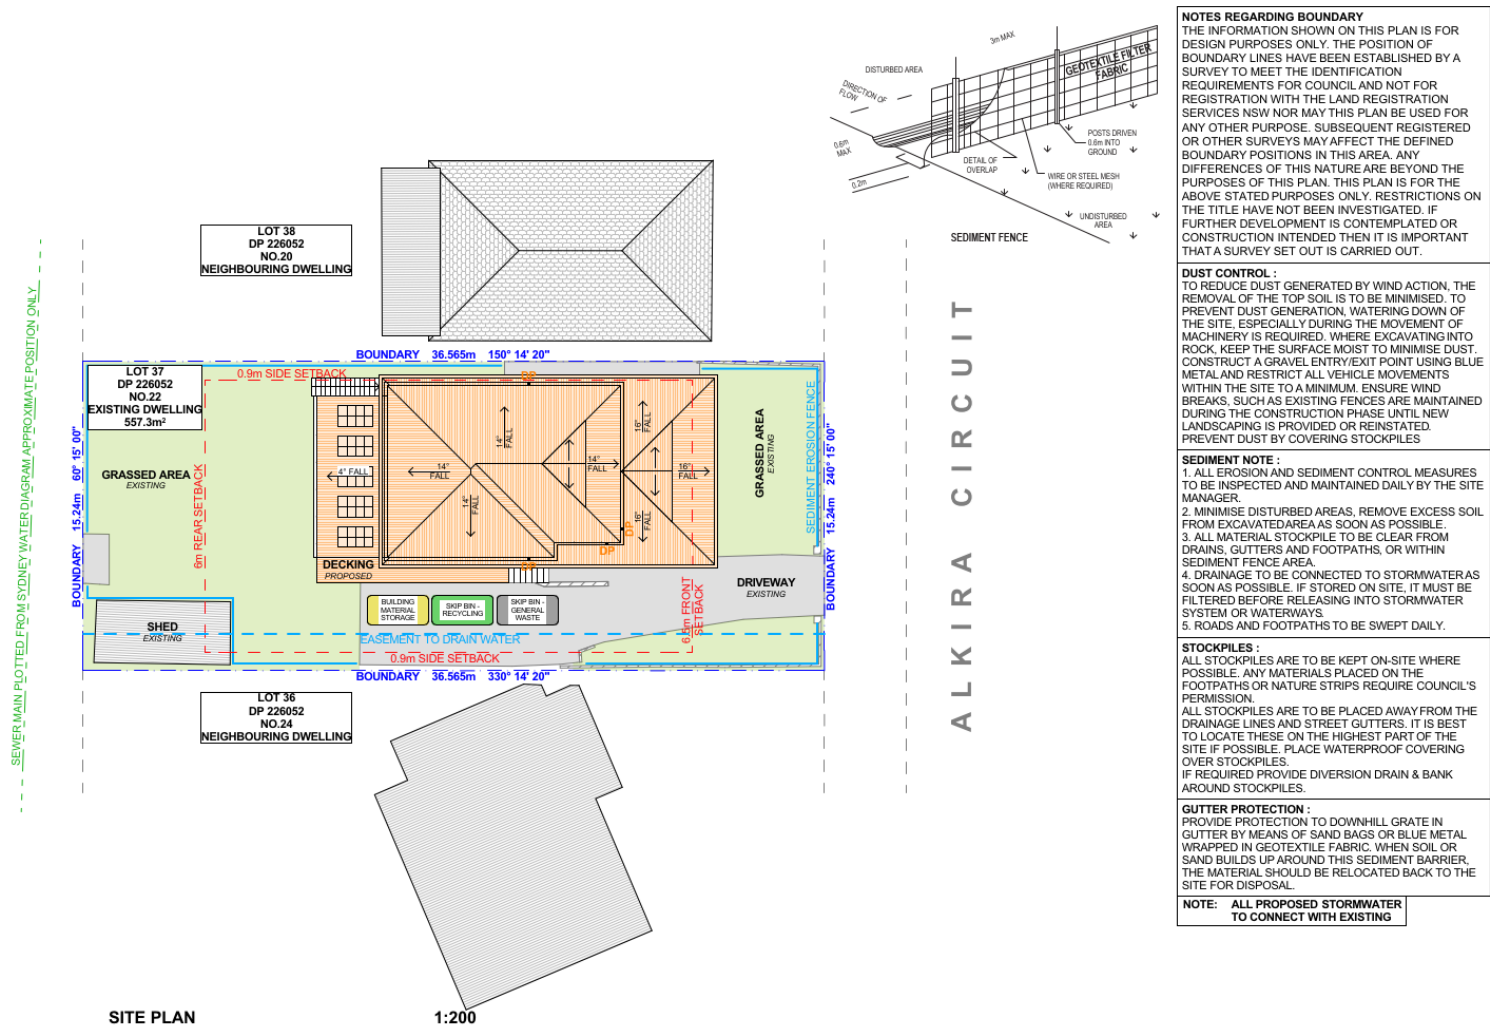 NOTES REGARDING BOUNDARY
THE INFORMATION SHOWN ON THIS PLAN IS FOR
DESIGN PURPOSES ONLY. THE POSITION OF
BOUNDARY LINES HAVE BEEN ESTABLISHED BY A
SURVEY TO MEET THE IDENTIFICATION
REQUIREMENTS FOR COUNCIL AND NOT FOR
REGISTRATION WITH THE LAND REGISTRATION
SERVICES NSW NOR MAY THIS PLAN BE USED FOR
ANY OTHER PURPOSE. SUBSEQUENT REGISTERED
OR OTHER SURVEYS MAY AFFECT THE DEFINED
BOUNDARY POSITIONS IN THIS AREA. ANY
DIFFERENCES OF THIS NATURE ARE BEYOND THE
PURPOSES OF THIS PLAN. THIS PLAN IS FOR THE
ABOVE STATED PURPOSES ONLY. RESTRICTIONS ON
THE TITLE HAVE NOT BEEN INVESTIGATED. IF
FURTHER DEVELOPMENT IS CONTEMPLATED OR
CONSTRUCTION INTENDED THEN IT IS IMPORTANT
THAT A SURVEY SET OUT IS CARRIED OUT.
DUST CONTROL :
TO REDUCE DUST GENERATED BY WIND ACTION, THE
REMOVAL OF THE TOP SOIL IS TO BE MINIMISED. TO
PREVENT DUST GENERATION, WATERING DOWN OF
THE SITE, ESPECIALLY DURING THE MOVEMENT OF
MACHINERY IS REQUIRED. WHERE EXCAVATING INTO
ROCK, KEEP THE SURFACE MOIST TO MINIMISE DUST.
CONSTRUCT A GRAVEL ENTRY/EXIT POINT USING BLUE
METAL AND RESTRICT ALL VEHICLE MOVEMENTS
WITHIN THE SITE TO A MINIMUM. ENSURE WIND
BREAKS, SUCH AS EXISTING FENCES ARE MAINTAINED
DURING THE CONSTRUCTION PHASE UNTIL NEW
LANDSCAPING IS PROVIDED OR REINSTATED.
PREVENT DUST BY COVERING STOCKPILES
SEDIMENT NOTE :
1. ALL EROSION AND SEDIMENT CONTROL MEASURES
TO BE INSPECTED AND MAINTAINED DAILY BY THE SITE
MANAGER.
2. MINIMISE DISTURBED AREAS, REMOVE EXCESS SOIL
FROM EXCAVATED AREA AS SOON AS POSSIBLE.
3. ALL MATERIAL STOCKPILE TO BE CLEAR FROM
DRAINS, GUTTERS AND FOOTPATHS, OR WITHIN
SEDIMENT FENCE AREA.
4. DRAINAGE TO BE CONNECTED TO STORMWATER AS
SOON AS POSSIBLE. IF STORED ON SITE, IT MUST BE
FILTERED BEFORE RELEASING INTO STORMWATER
SYSTEM OR WATERWAYS.
5. ROADS AND FOOTPATHS TO BE SWEPT DAILY.
STOCKPILES :
ALL STOCKPILES ARE TO BE KEPT ON-SITE WHERE
POSSIBLE. ANY MATERIALS PLACED ON THE
FOOTPATHS OR NATURE STRIPS REQUIRE COUNCIL'S
PERMISSION.
ALL STOCKPILES ARE TO BE PLACED AWAY FROM THE
DRAINAGE LINES AND STREET GUTTERS. IT IS BEST
TO LOCATE THESE ON THE HIGHEST PART OF THE
SITE IF POSSIBLE. PLACE WATERPROOF COVERING
OVER STOCKPILES.
IF REQUIRED PROVIDE DIVERSION DRAIN & BANK
AROUND STOCKPILES.
GUTTER PROTECTION :
PROVIDE PROTECTION TO DOWNHILL GRATE IN
GUTTER BY MEANS OF SAND BAGS OR BLUE METAL
WRAPPED IN GEOTEXTILE FABRIC. WHEN SOIL OR
SAND BUILDS UP AROUND THIS SEDIMENT BARRIER,
THE MATERIAL SHOULD BE RELOCATED BACK TO THE
SITE FOR DISPOSAL.
NOTE: ALL PROPOSED STORMWATER
TO CONNECT WITH EXISTING
3m MAX
DISTURBED AREA
GEOTEXTILE FILTER
FABRIC
DIRECTION OF
FLOW
POSTS DRIVEN
0.6m INTO
GROUND
0.6m
MAX
DETAIL OF
OVERLAP
WIRE OR STEEL MESH
(WHERE REQUIRED)
0.2m
UNDISTURBED
AREA
SEDIMENT FENCE
LOT 38
DP 226052
NO.20
NEIGHBOURING DWELLING
SEWER MAIN PLOTTED FROM SYDNEY WATER DIAGRAM APPROXIMATE POSITION ONLY
BOUNDARY 36.565m 150° 14' 20"
LOT 37
DP 226052
NO.22
EXISTING DWELLING
557.3m²
0.9m SIDE SETBACK
DP
BOUNDARY 15.24m 60° 15' 00"
GRASSED AREA
EXISTING
6m REAR SETBACK
4° FALL
14°
FALL
14°
FALL
14°
FALL
14°
FALL
16°
FALL
16°
FALL
16°
FALL
DP
DP
DP
GRASSED AREA
EXISTING
SEDIMENT EROSION FENCE
BOUNDARY 15.24m 240° 15' 00"
ALKIRA CIRCUIT
DECKING
PROPOSED
DRIVEWAY
EXISTING
BUILDING
MATERIAL
STORAGE
SKIP BIN -
RECYCLING
SKIP BIN -
GENERAL
WASTE
6.5m FRONT
SETBACK
SHED
EXISTING
EASEMENT TO DRAIN WATER
0.9m SIDE SETBACK
BOUNDARY 36.565m 330° 14' 20"
LOT 36
DP 226052
NO.24
NEIGHBOURING DWELLING
SITE PLAN 1:200